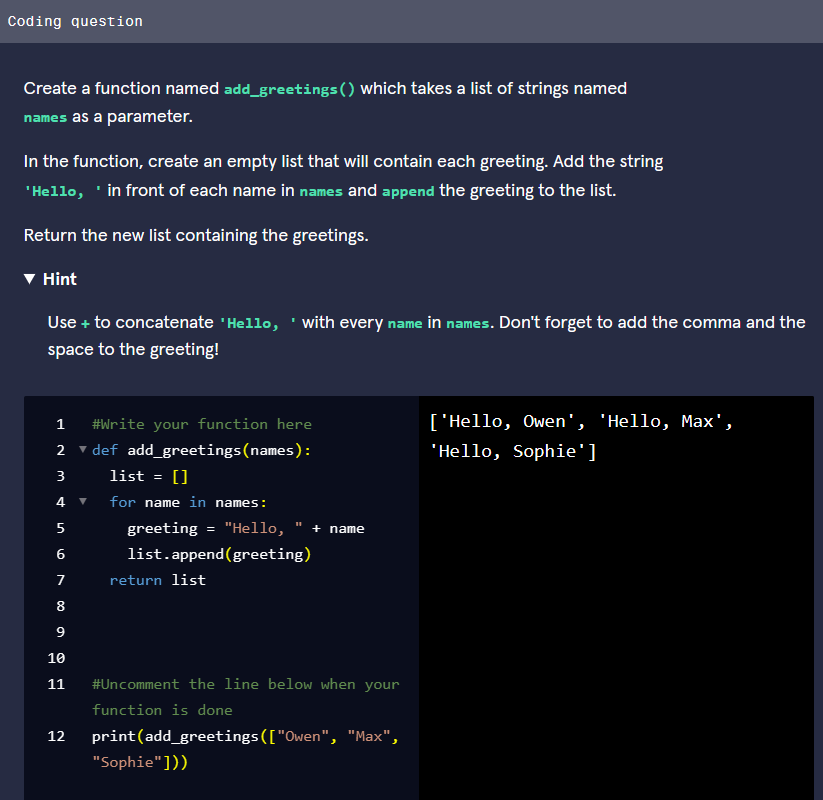 Coding question
Create a function named add_greetings() which takes a list of strings named
names as a parameter.
In the function, create an empty list that will contain each greeting. Add the string
'Hello, ' in front of each name in names and append the greeting to the list.
Return the new list containing the greetings.
▼ Hint
Use + to concatenate 'Hello, ' with every name in names. Don't forget to add the comma and the
space to the greeting!
1 #Write your function here
2 ▼ def add_greetings(names):
3   list = []
4 ▼   for name in names:
5     greeting = "Hello, " + name
6     list.append(greeting)
7   return list
8
9
10
11 #Uncomment the line below when your
function is done
12 print(add_greetings(["Owen", "Max",
"Sophie"]))
['Hello, Owen', 'Hello, Max',
'Hello, Sophie']